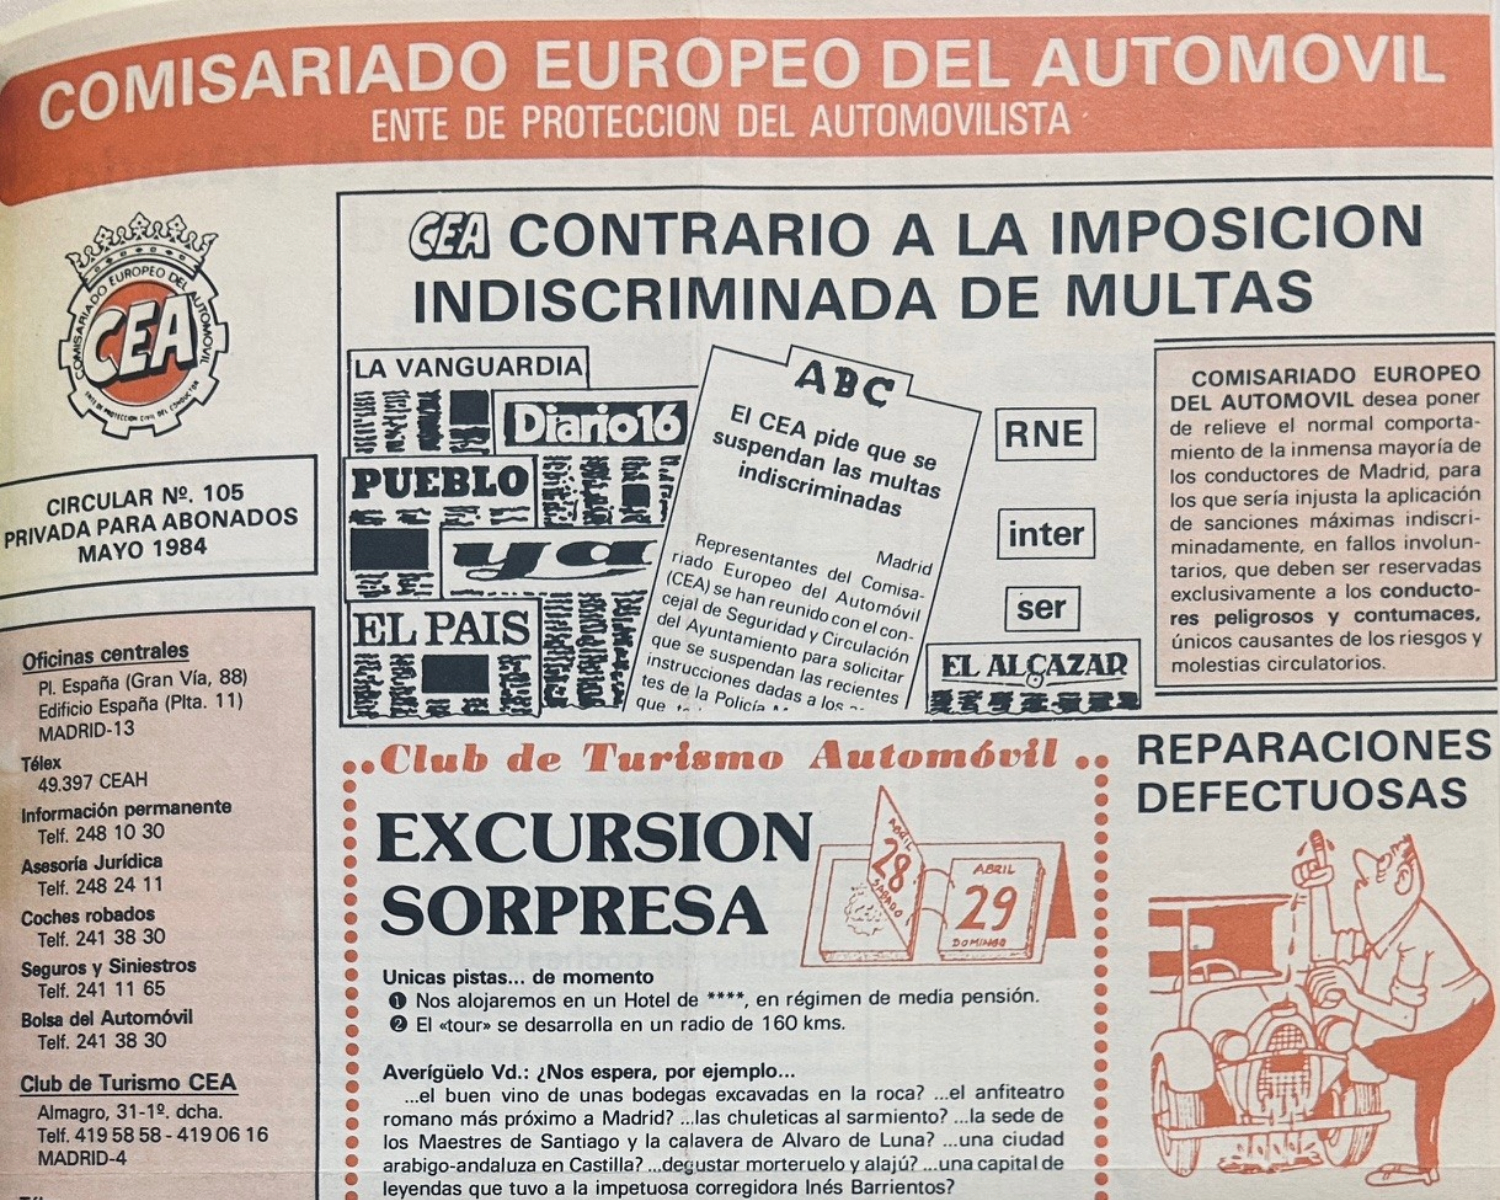 COMISARIADO EUROPEO DEL AUTOMOVIL
ENTE DE PROTECCION DEL AUTOMOVILISTA
COMISARIADO EUROPEO DEL AUTOMOVIL
CEA
ENTE DE PROTECCION CIVIL DEL CONDUCTOR
CIRCULAR Nº. 105
PRIVADA PARA ABONADOS
MAYO 1984
Oficinas centrales
Pl. España (Gran Vía, 88)
Edificio España (Plta. 11)
MADRID-13
Télex
49.397 CEAH
Información permanente
Telf. 248 10 30
Asesoría Jurídica
Telf. 248 24 11
Coches robados
Telf. 241 38 30
Seguros y Siniestros
Telf. 241 11 65
Bolsa del Automóvil
Telf. 241 38 30
Club de Turismo CEA
Almagro, 31-1º. dcha.
Telf. 419 58 58 - 419 06 16
MADRID-4
CEA CONTRARIO A LA IMPOSICION
INDISCRIMINADA DE MULTAS
LA VANGUARDIA
Diario16
PUEBLO
ya
EL PAIS
ABC
El CEA pide que se
suspendan las multas
indiscriminadas
Madrid
Representantes del Comisa-
riado Europeo del Automóvil
(CEA) se han reunido con el con-
cejal de Seguridad y Circulación
del Ayuntamiento para solicitar
que se suspendan las recientes
instrucciones dadas a los
tes de la Policía
que
RNE
inter
ser
EL ALCAZAR
COMISARIADO EUROPEO
DEL AUTOMOVIL desea poner
de relieve el normal comporta-
miento de la inmensa mayoría de
los conductores de Madrid, para
los que sería injusta la aplicación
de sanciones máximas indiscri-
minadamente, en fallos involun-
tarios, que deben ser reservadas
exclusivamente a los conducto-
res peligrosos y contumaces,
únicos causantes de los riesgos y
molestias circulatorios.
Club de Turismo Automóvil
EXCURSION
SORPRESA
ABRIL
28
SABADO
ABRIL
29
DOMINGO
Unicas pistas... de momento
❶ Nos alojaremos en un Hotel de ****, en régimen de media pensión.
❷ El «tour» se desarrolla en un radio de 160 kms.
Averígüelo Vd.: ¿Nos espera, por ejemplo...
...el buen vino de unas bodegas excavadas en la roca? ...el anfiteatro
romano más próximo a Madrid? ...las chuleticas al sarmiento? ...la sede de
los Maestres de Santiago y la calavera de Alvaro de Luna? ...una ciudad
arabigo-andaluza en Castilla? ...degustar morteruelo y alajú? ...una capital de
leyendas que tuvo a la impetuosa corregidora Inés Barrientos?
REPARACIONES
DEFECTUOSAS